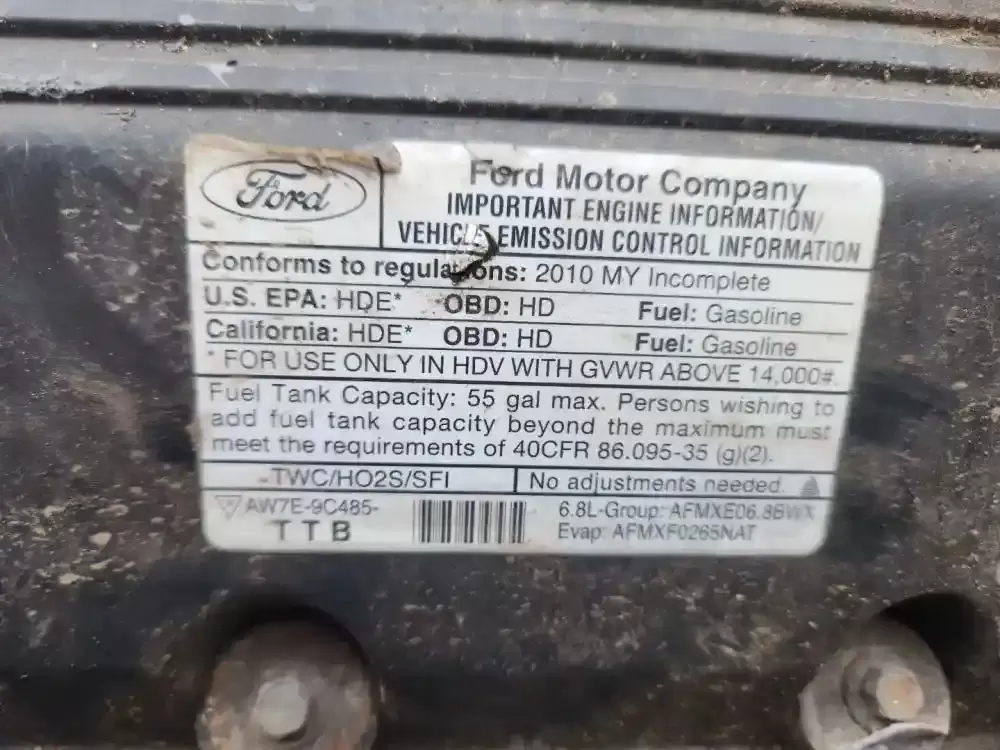 Ford
Ford Motor Company
IMPORTANT ENGINE INFORMATION/
VEHICLE EMISSION CONTROL INFORMATION
Conforms to regulations: 2010 MY Incomplete
U.S. EPA: HDE* OBD: HD Fuel: Gasoline
California: HDE* OBD: HD Fuel: Gasoline
* FOR USE ONLY IN HDV WITH GVWR ABOVE 14,000#.
Fuel Tank Capacity: 55 gal max. Persons wishing to
add fuel tank capacity beyond the maximum must
meet the requirements of 40CFR 86.095-35 (g)(2).
TWC/HO2S/SFI No adjustments needed.
AW7E-9C485-
TTB
6.8L-Group: AFMXE06.8BWX
Evap: AFMXF0265NAT